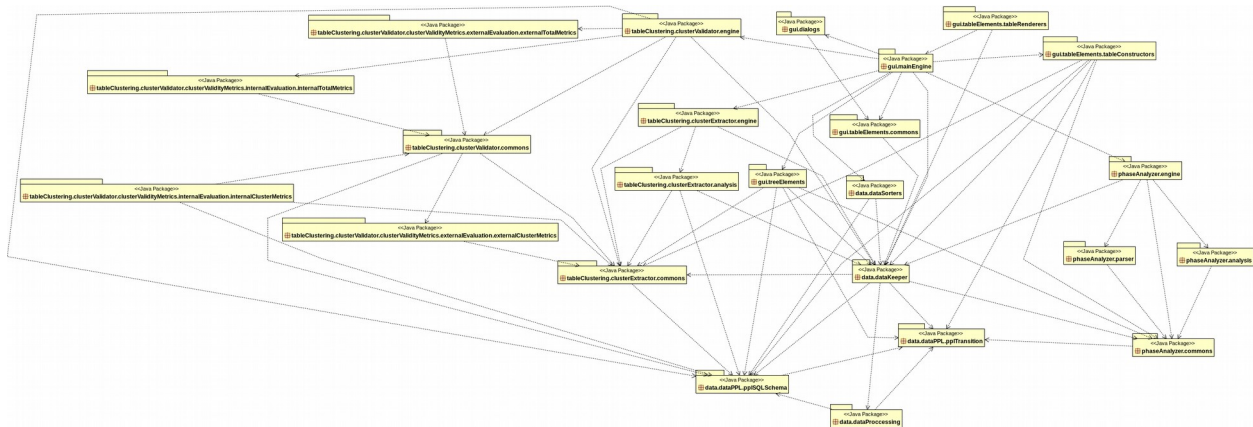 <<Java Package>>
tableClustering.clusterValidator.clusterValidityMetrics.externalEvaluation.externalTotalMetrics
<<Java Package>>
tableClustering.clusterValidator.engine
<<Java Package>>
gui.dialogs
<<Java Package>>
gui.tableElements.tableRenderers
<<Java Package>>
gui.mainEngine
<<Java Package>>
gui.tableElements.tableConstructors
<<Java Package>>
tableClustering.clusterValidator.clusterValidityMetrics.internalEvaluation.internalTotalMetrics
<<Java Package>>
tableClustering.clusterExtractor.engine
<<Java Package>>
gui.tableElements.commons
<<Java Package>>
tableClustering.clusterValidator.commons
<<Java Package>>
phaseAnalyzer.engine
<<Java Package>>
tableClustering.clusterValidator.clusterValidityMetrics.internalEvaluation.internalClusterMetrics
<<Java Package>>
tableClustering.clusterExtractor.analysis
<<Java Package>>
gui.treeElements
<<Java Package>>
data.dataSorters
<<Java Package>>
tableClustering.clusterValidator.clusterValidityMetrics.externalEvaluation.externalClusterMetrics
<<Java Package>>
phaseAnalyzer.parser
<<Java Package>>
phaseAnalyzer.analysis
<<Java Package>>
tableClustering.clusterExtractor.commons
<<Java Package>>
data.dataKeeper
<<Java Package>>
data.dataPPL.pplTransition
<<Java Package>>
phaseAnalyzer.commons
<<Java Package>>
data.dataPPL.pplSQLSchema
<<Java Package>>
data.dataProccessing